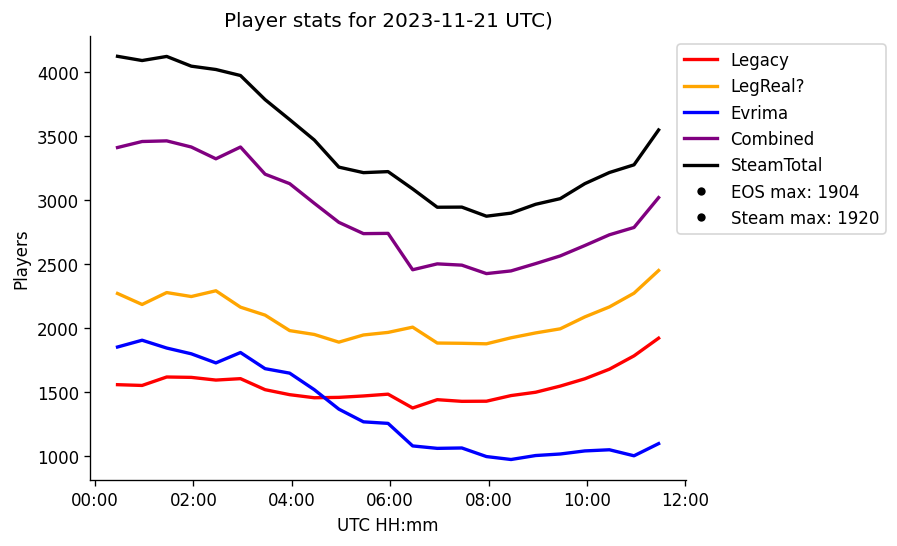 Player stats for 2023-11-21 UTC)
Legacy
LegReal?
Evrima
Combined
SteamTotal
EOS max: 1904
Steam max: 1920
4000
3500
3000
2500
2000
1500
1000
Players
00:00 02:00 04:00 06:00 08:00 10:00 12:00
UTC HH:mm